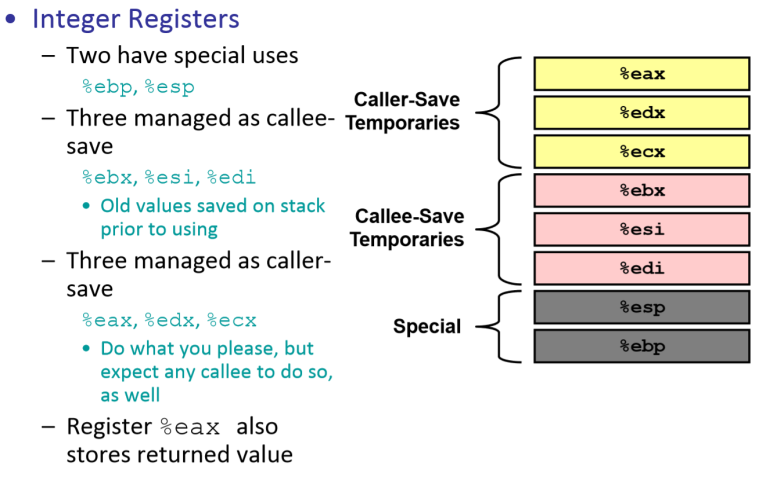 • Integer Registers
– Two have special uses
%ebp, %esp
– Three managed as callee-
save
%ebx, %esi, %edi
• Old values saved on stack
prior to using
– Three managed as caller-
save
%eax, %edx, %ecx
• Do what you please, but
expect any callee to do so,
as well
– Register %eax also
stores returned value
Caller-Save
Temporaries
%eax
%edx
%ecx
Callee-Save
Temporaries
%ebx
%esi
%edi
Special
%esp
%ebp